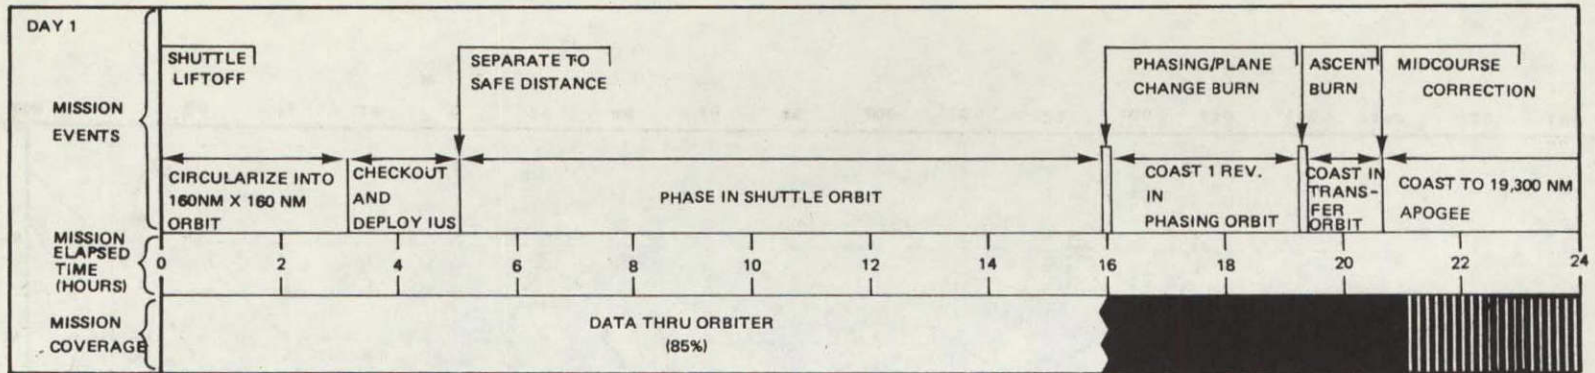 DAY 1
MISSION
EVENTS
SHUTTLE
LIFTOFF
SEPARATE TO
SAFE DISTANCE
PHASING/PLANE
CHANGE BURN
ASCENT
BURN
MIDCOURSE
CORRECTION
CIRCULARIZE INTO
160NM X 160 NM
ORBIT
CHECKOUT
AND
DEPLOY IUS
PHASE IN SHUTTLE ORBIT
COAST 1 REV.
IN
PHASING ORBIT
COAST IN
TRANS-
FER
ORBIT
COAST TO 19,300 NM
APOGEE
MISSION
ELAPSED
TIME
(HOURS)
0 2 4 6 8 10 12 14 16 18 20 22 24
MISSION
COVERAGE
DATA THRU ORBITER
(85%)